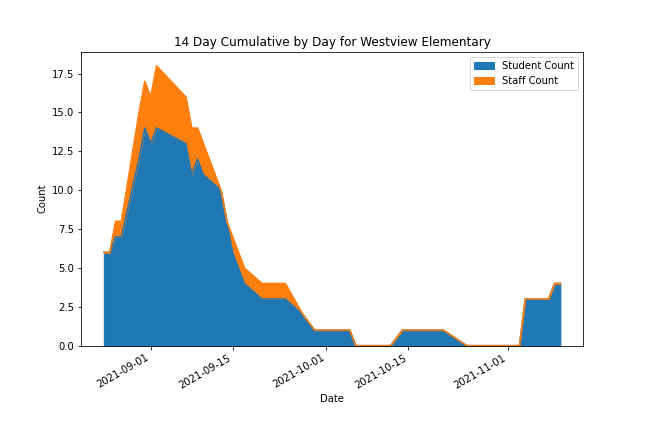 14 Day Cumulative by Day for Westview Elementary
Student Count
Staff Count
17.5
15.0
12.5
10.0
7.5
5.0
2.5
0.0
Count
2021-09-01
2021-09-15
2021-10-01
2021-10-15
2021-11-01
Date